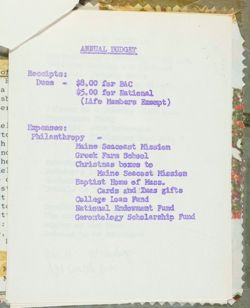 ANNUAL BUDGET
Receipts:
Dues - $8.00 for BAC
$5.00 for National
(Life Members Exempt)
Expenses:
Philanthropy -
Maine Seacoast Mission
Greek Farm School
Christmas boxes to
Maine Seacoast Mission
Baptist Home of Mass.
Cards and Xmas gifts
College Loan Fund
National Endowment Fund
Gerontology Scholarship Fund